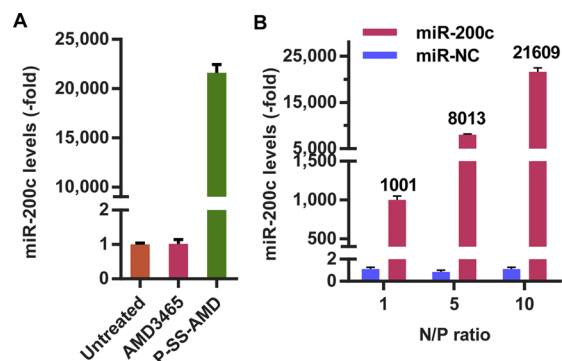 A
miR-200c levels (-fold)
25,000
20,000
15,000
10,000
2
1
0
Untreated
AMD3465
P-SS-AMD
B
miR-200c
miR-NC
miR-200c levels (-fold)
25,000
15,000
5,000
1,500
1,000
500
2
0
1001
8013
21609
1
5
10
N/P ratio